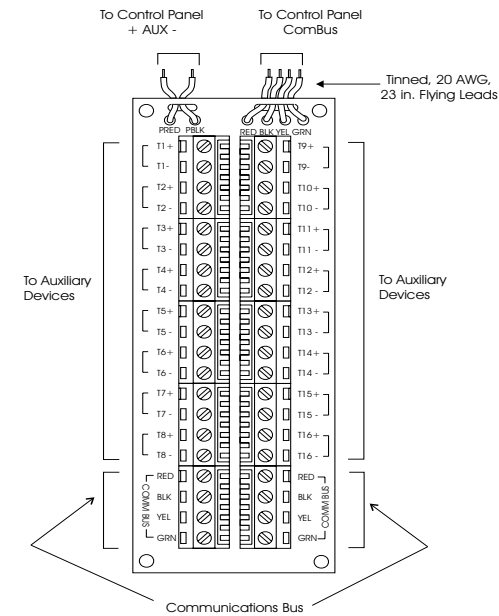 To Control Panel
+ AUX -
To Control Panel
ComBus
Tinned, 20 AWG,
23 in. Flying Leads
PRED PBLK
RED BLK YEL GRN
T1+
T9+
T1-
T9-
T2+
T10+
T2 -
T10 -
T3+
T11+
T3 -
T11 -
T4+
T12+
T4 -
T12 -
To Auxiliary
Devices
To Auxiliary
Devices
T5+
T13+
T5 -
T13 -
T6+
T14+
T6 -
T14 -
T7+
T15+
T7 -
T15 -
T8+
T16+
T8 -
T16 -
COMM BUS
RED
RED
BLK
BLK
YEL
YEL
GRN
GRN
COMM BUS
Communications Bus